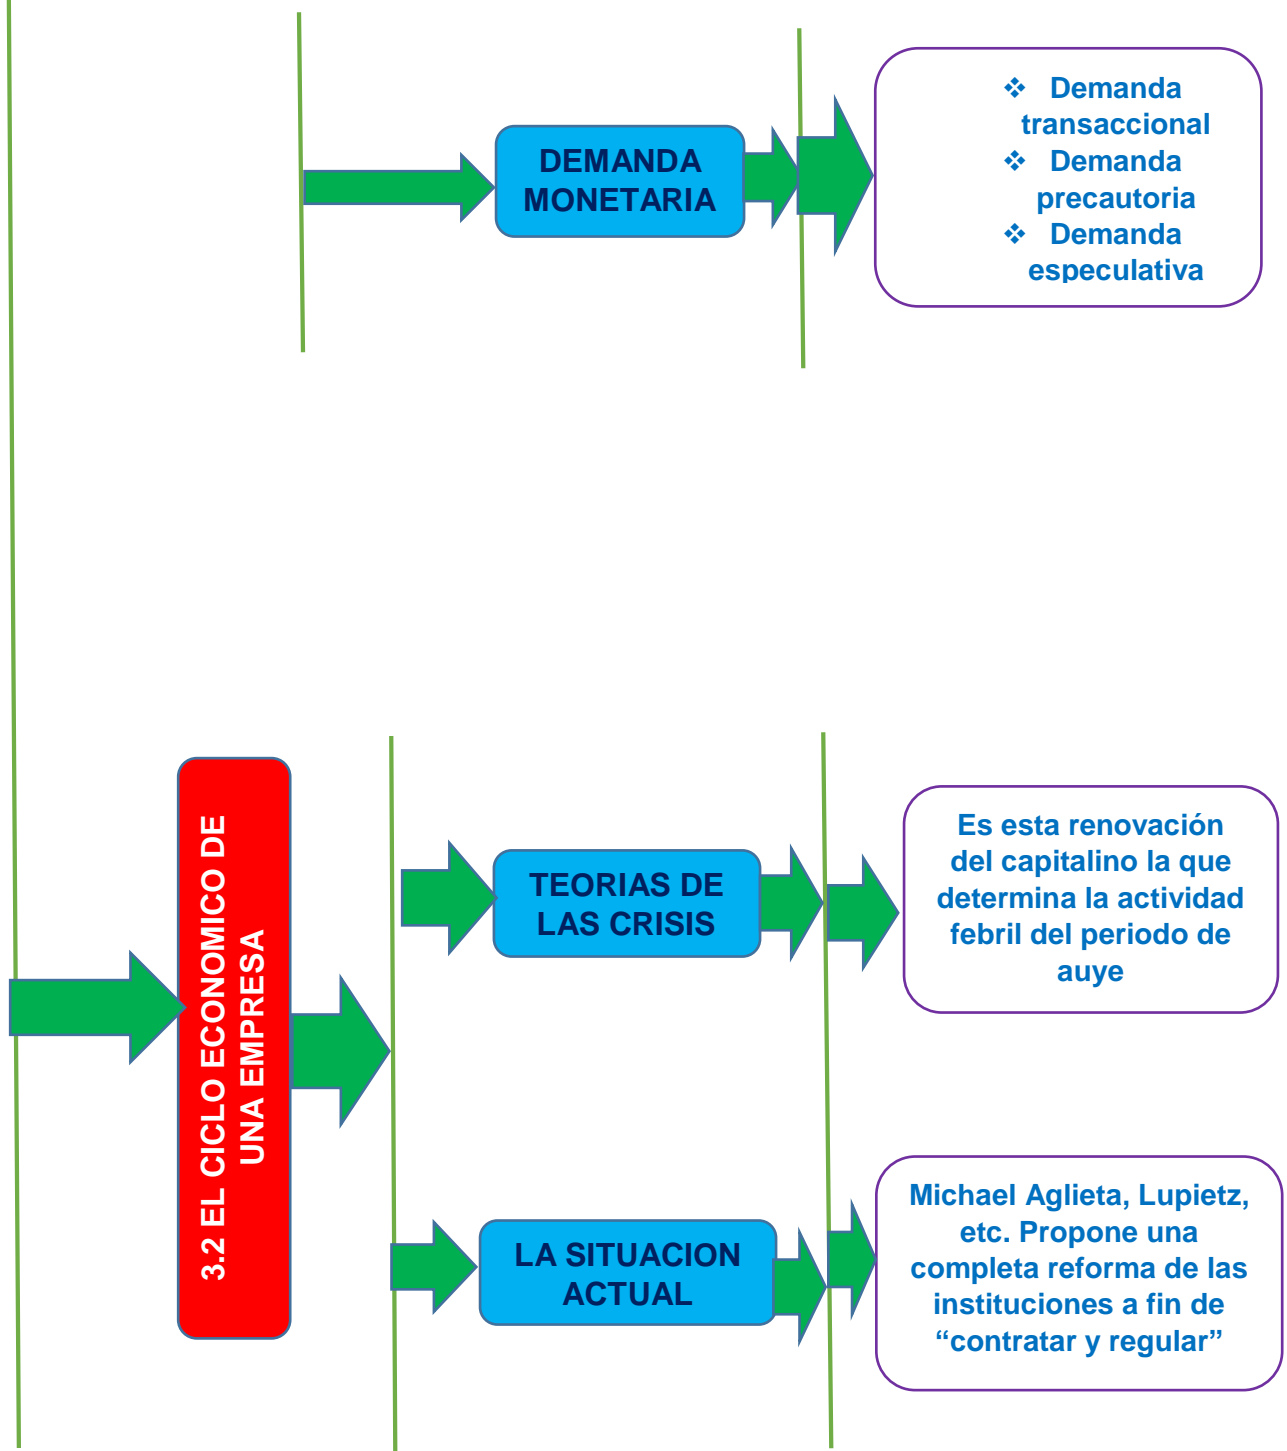 DEMANDA
MONETARIA
❖ Demanda
transaccional
❖ Demanda
precautoria
❖ Demanda
especulativa
3.2 EL CICLO ECONOMICO DE
UNA EMPRESA
TEORIAS DE
LAS CRISIS
Es esta renovación
del capitalino la que
determina la actividad
febril del periodo de
auye
LA SITUACION
ACTUAL
Michael Aglieta, Lupietz,
etc. Propone una
completa reforma de las
instituciones a fin de
“contratar y regular”